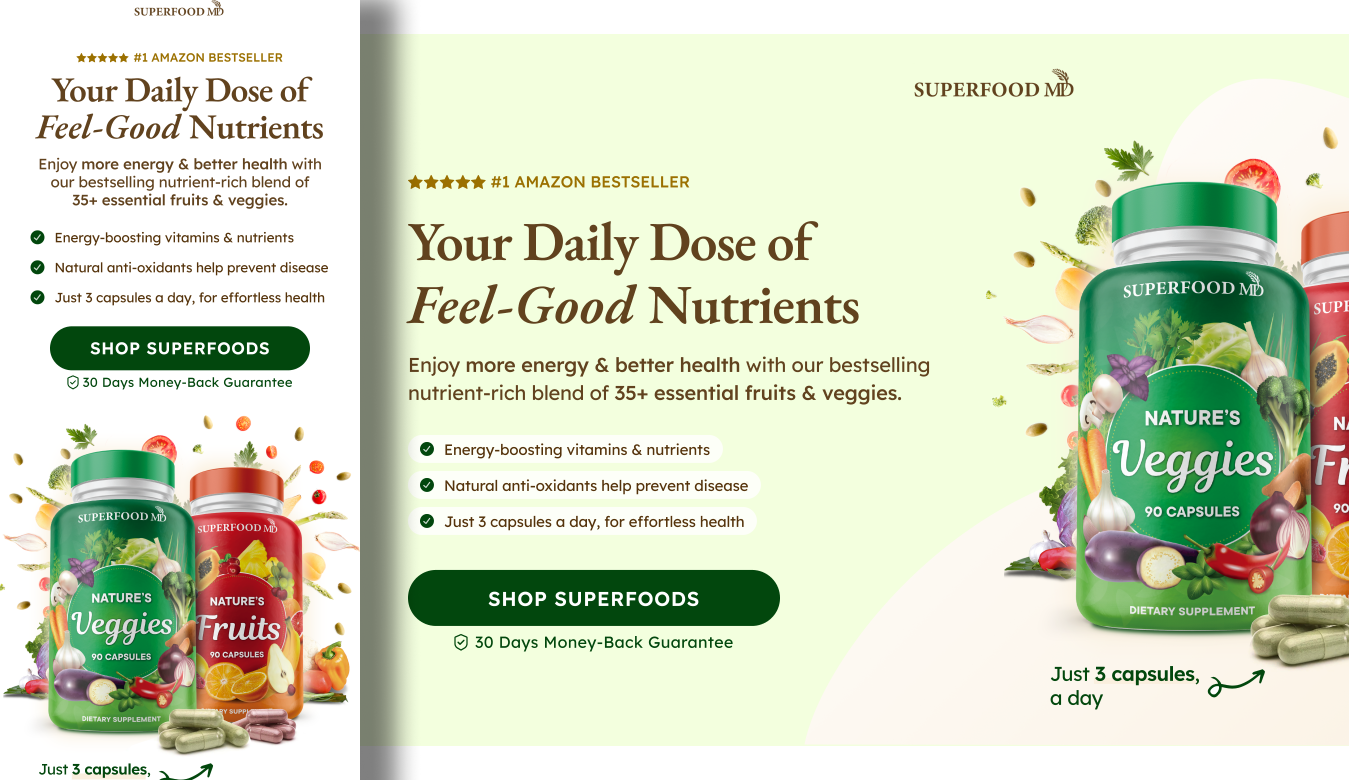 SUPERFOOD MD
★★★★★ #1 AMAZON BESTSELLER
Your Daily Dose of
Feel-Good Nutrients
Enjoy more energy & better health with
our bestselling nutrient-rich blend of
35+ essential fruits & veggies.
Energy-boosting vitamins & nutrients
Natural anti-oxidants help prevent disease
Just 3 capsules a day, for effortless health
SHOP SUPERFOODS
30 Days Money-Back Guarantee
SUPERFOOD MD
NATURE'S
Veggies
90 CAPSULES
DIETARY SUPPLEMENT
SUPERFOOD MD
NATURE'S
Fruits
90 CAPSULES
Just 3 capsules,
SUPERFOOD MD
★★★★★ #1 AMAZON BESTSELLER
Your Daily Dose of
Feel-Good Nutrients
Enjoy more energy & better health with our bestselling
nutrient-rich blend of 35+ essential fruits & veggies.
Energy-boosting vitamins & nutrients
Natural anti-oxidants help prevent disease
Just 3 capsules a day, for effortless health
SHOP SUPERFOODS
30 Days Money-Back Guarantee
SUPERFOOD MD
NATURE'S
Veggies
90 CAPSULES
DIETARY SUPPLEMENT
Just 3 capsules,
a day